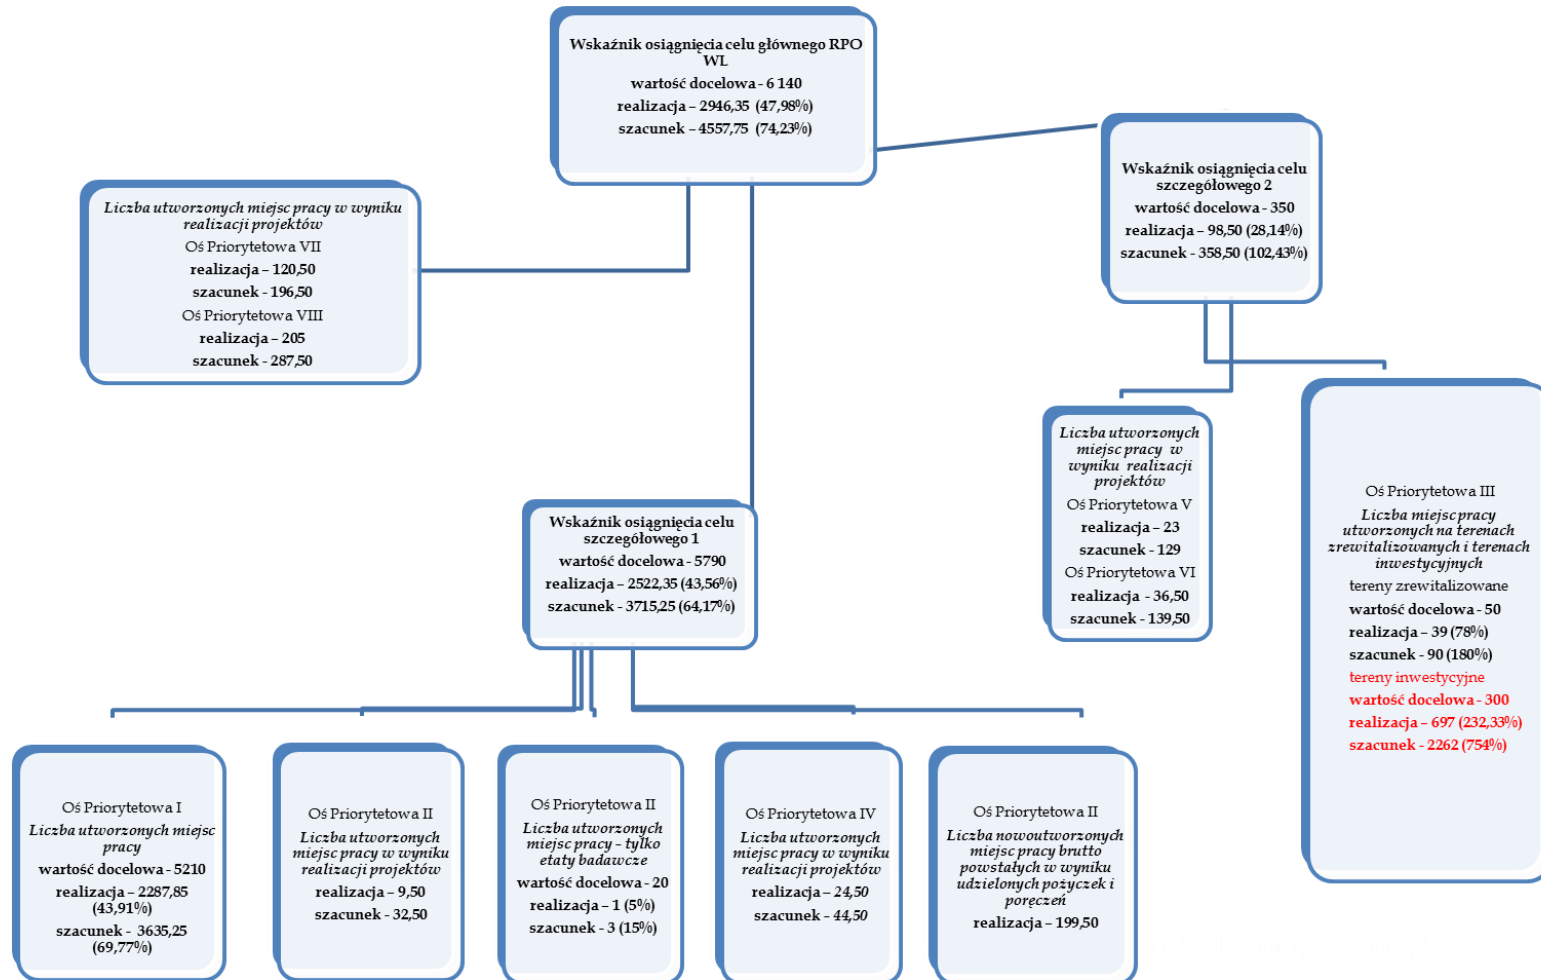 Wskaźnik osiągnięcia celu głównego RPO
WL
wartość docelowa - 6 140
realizacja – 2946,35 (47,98%)
szacunek – 4557,75 (74,23%)
Wskaźnik osiągnięcia celu
szczegółowego 2
wartość docelowa - 350
realizacja – 98,50 (28,14%)
szacunek – 358,50 (102,43%)
Liczba utworzonych miejsc pracy w wyniku
realizacji projektów
Oś Priorytetowa VII
realizacja – 120,50
szacunek - 196,50
Oś Priorytetowa VIII
realizacja – 205
szacunek - 287,50
Liczba utworzonych
miejsc pracy w
wyniku realizacji
projektów
Oś Priorytetowa V
realizacja – 23
szacunek – 129
Oś Priorytetowa VI
realizacja - 36,50
szacunek - 139,50
Oś Priorytetowa III
Liczba miejsc pracy
utworzonych na terenach
zrewitalizowanych i terenach
inwestycyjnych
tereny zrewitalizowane
wartość docelowa - 50
realizacja – 39 (78%)
szacunek - 90 (180%)
tereny inwestycyjne
wartość docelowa - 300
realizacja – 697 (232,33%)
szacunek - 2262 (754%)
Wskaźnik osiągnięcia celu
szczegółowego 1
wartość docelowa - 5790
realizacja – 2522,35 (43,56%)
szacunek – 3715,25 (64,17%)
Oś Priorytetowa I
Liczba utworzonych miejsc
pracy
wartość docelowa - 5210
realizacja – 2287,85
(43,91%)
szacunek - 3635,25
(69,77%)
Oś Priorytetowa II
Liczba utworzonych
miejsc pracy w wyniku
realizacji projektów
realizacja – 9,50
szacunek – 32,50
Oś Priorytetowa II
Liczba utworzonych
miejsc pracy – tylko
etaty badawcze
wartość docelowa - 20
realizacja – 1 (5%)
szacunek – 3 (15%)
Oś Priorytetowa IV
Liczba utworzonych
miejsc pracy w wyniku
realizacji projektów
realizacja – 24,50
szacunek – 44,50
Oś Priorytetowa II
Liczba nowoutworzonych
miejsc pracy brutto
powstałych w wyniku
udzielonych pożyczek i
poręczeń
realizacja – 199,50